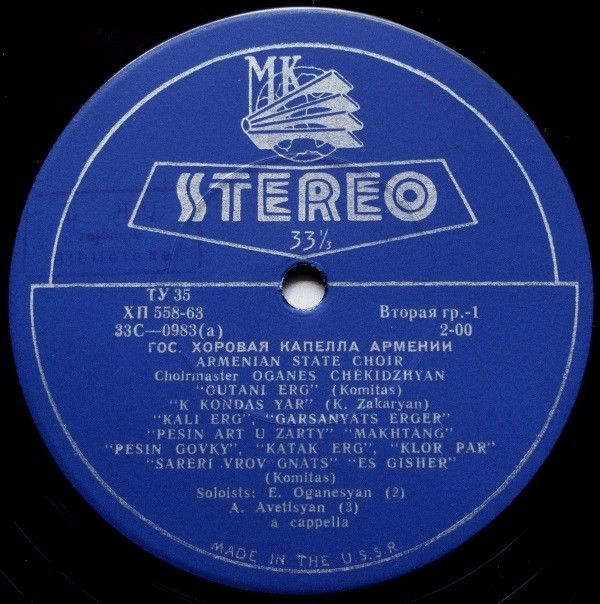 МК
STEREO
33⅓
ТУ 35
ХП 558-63
Вторая гр.-1
33С—0983(а)
2-00
ГОС. ХОРОВАЯ КАПЕЛЛА АРМЕНИИ
ARMENIAN STATE CHOIR
Choirmaster OGANES CHEKIDZHYAN
"GUTANI ERG" (Komitas)
"K KONDAS YAR" (K. Zakaryan)
"KALI ERG", "GARSANYATS ERGER"
"PESIN ART U ZARTY" "MAKHTANG"
"PESIN GOVKY", "KATAK ERG", "KLOR PAR"
"SARERI VROV GNATS" "ES GISHER"
(Komitas)
Soloists: E. Oganesyan (2)
A. Avetisyan (3)
a cappella
MADE IN THE U.S.S.R